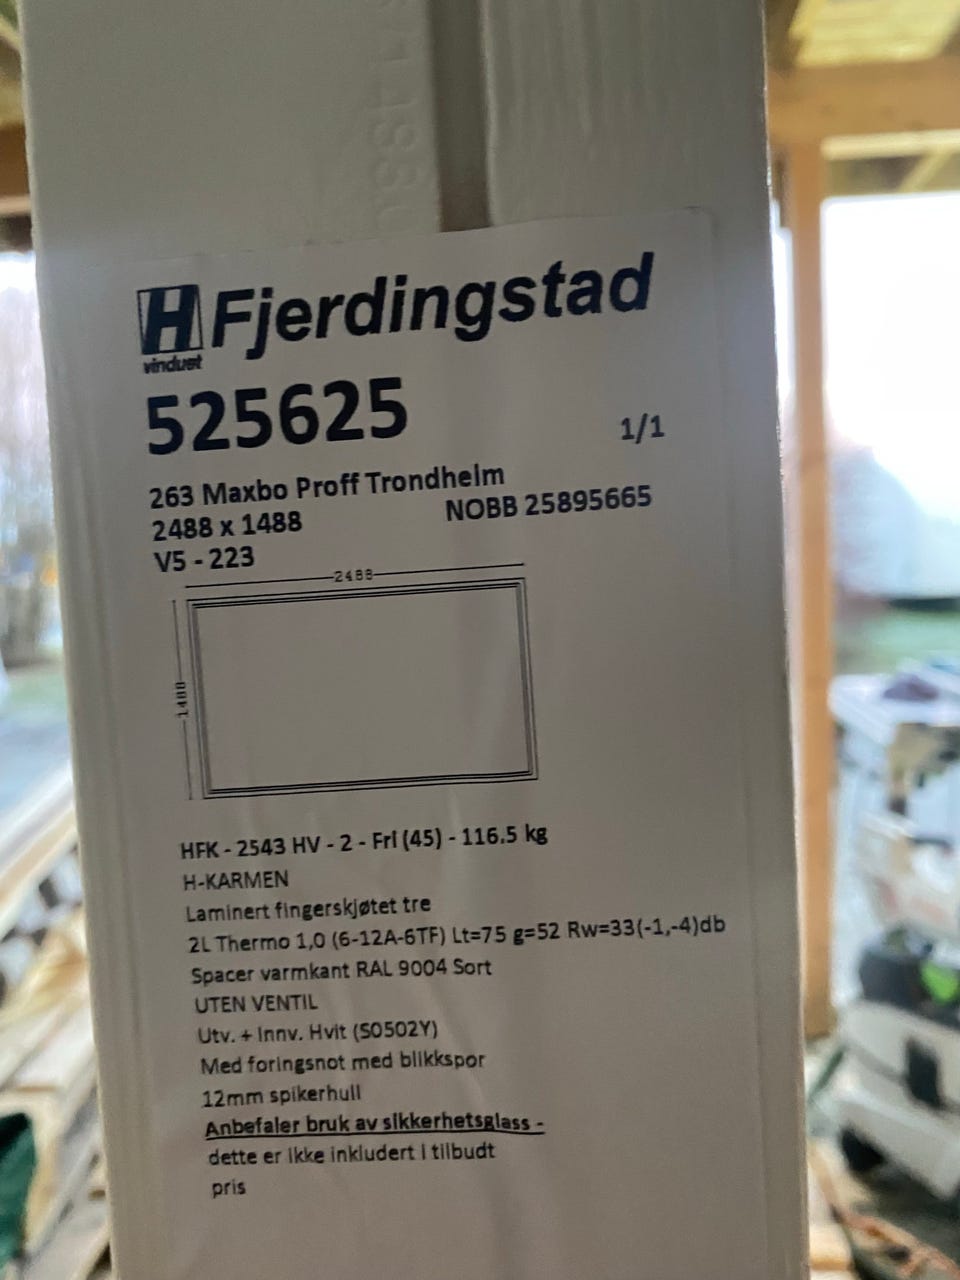 H Fjerdingstad
vinduet
525625
1/1
263 Maxbo Proff Trondheim
2488 x 1488
NOBB 25895665
V5 - 223
2488
1488
HFK - 2543 HV - 2 - Fri (45) - 116,5 kg
H-KARMEN
Laminert fingerskjøtet tre
2L Thermo 1,0 (6-12A-6TF) Lt=75 g=52 Rw=33(-1,-4)db
Spacer varmkant RAL 9004 Sort
UTEN VENTIL
Utv. + Innv. Hvit (S0502Y)
Med foringsnot med blikkspor
12mm spikerhull
Anbefaler bruk av sikkerhetsglass -
dette er ikke inkludert i tilbudt
pris